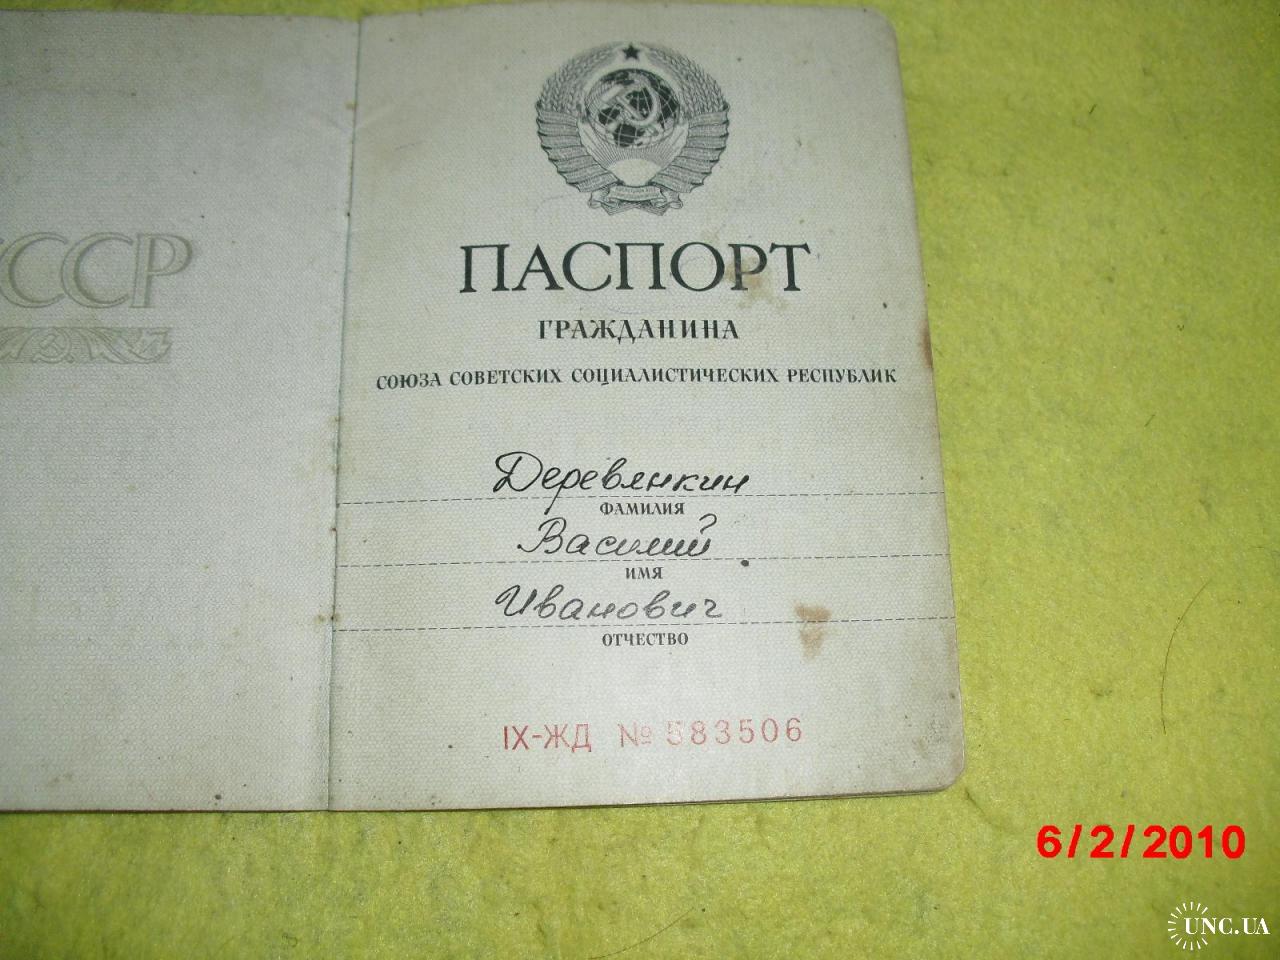 СССР
ПАСПОРТ
ГРАЖДАНИНА
СОЮЗА СОВЕТСКИХ СОЦИАЛИСТИЧЕСКИХ РЕСПУБЛИК
Деревянкин
ФАМИЛИЯ
Василий
ИМЯ
Иванович
ОТЧЕСТВО
IX-ЖД № 583506
6/2/2010
UNC.UA